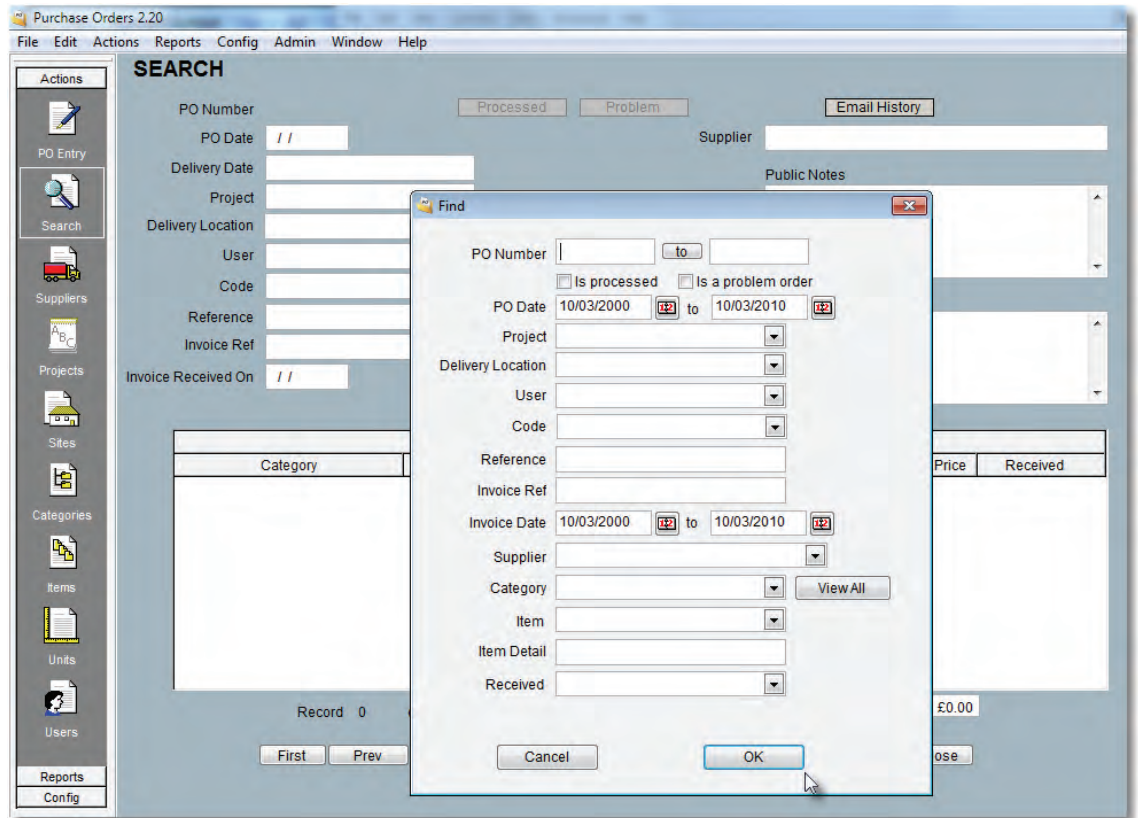 Purchase Orders 2.20
File Edit Actions Reports Config Admin Window Help
Actions
PO Entry
Search
Suppliers
ABC
Projects
Sites
Categories
Items
Units
Users
Reports
Config
SEARCH
PO Number
Processed
Problem
Email History
PO Date / /
Supplier
Delivery Date
Public Notes
Project
Delivery Location
User
Code
Reference
Invoice Ref
Invoice Received On / /
Category
Price
Received
Record 0
£0.00
First
Prev
ose
Find
PO Number to
Is processed Is a problem order
PO Date 10/03/2000 to 10/03/2010
Project
Delivery Location
User
Code
Reference
Invoice Ref
Invoice Date 10/03/2000 to 10/03/2010
Supplier
Category View All
Item
Item Detail
Received
Cancel OK